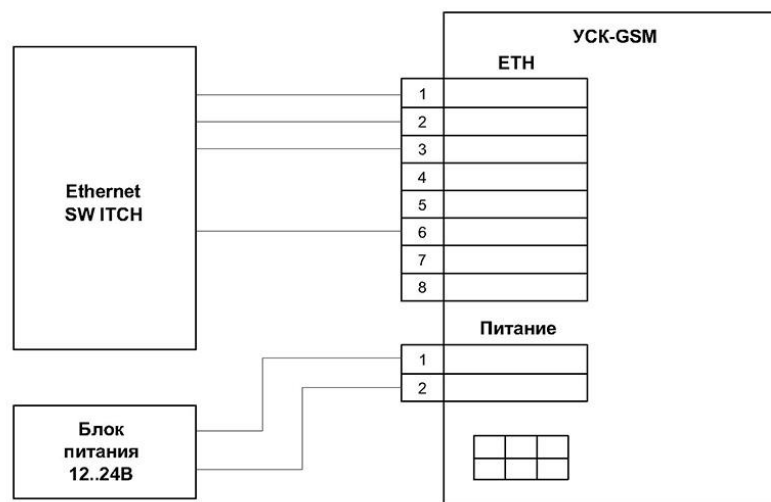 УСК-GSM
ETH
1
2
3
4
5
6
7
8
Ethernet
SW ITCH
Питание
1
2
Блок
питания
12..24В